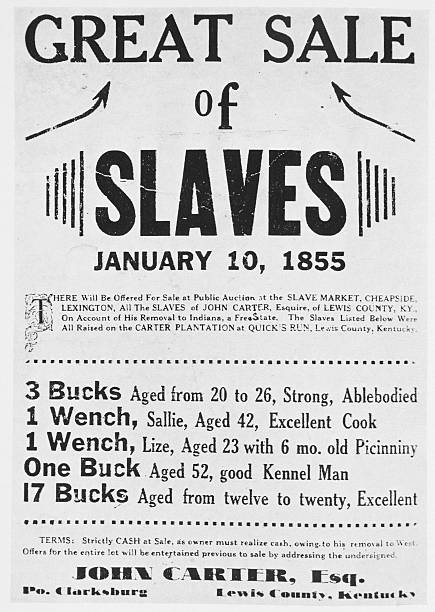 GREAT SALE
of
SLAVES
JANUARY 10, 1855
THERE Will Be Offered For Sale at Public Auction at the SLAVE MARKET, CHEAPSIDE,
LEXINGTON, All The SLAVES of JOHN CARTER, Esquire, of LEWIS COUNTY, KY.,
On Account of His Removal to Indiana, a Free State. The Slaves Listed Below Were
All Raised on the CARTER PLANTATION at QUICK'S RUN, Lewis County, Kentucky.
3 Bucks Aged from 20 to 26, Strong, Ablebodied
1 Wench, Sallie, Aged 42, Excellent Cook
1 Wench, Lize, Aged 23 with 6 mo. old Picinniny
One Buck Aged 52, good Kennel Man
17 Bucks Aged from twelve to twenty, Excellent
TERMS: Strictly CASH at Sale, as owner must realize cash, owing to his removal to West.
Offers for the entire lot will be entertained previous to sale by addressing the undersigned.
JOHN CARTER, Esq.
Po. Clarksburg Lewis County, Kentucky